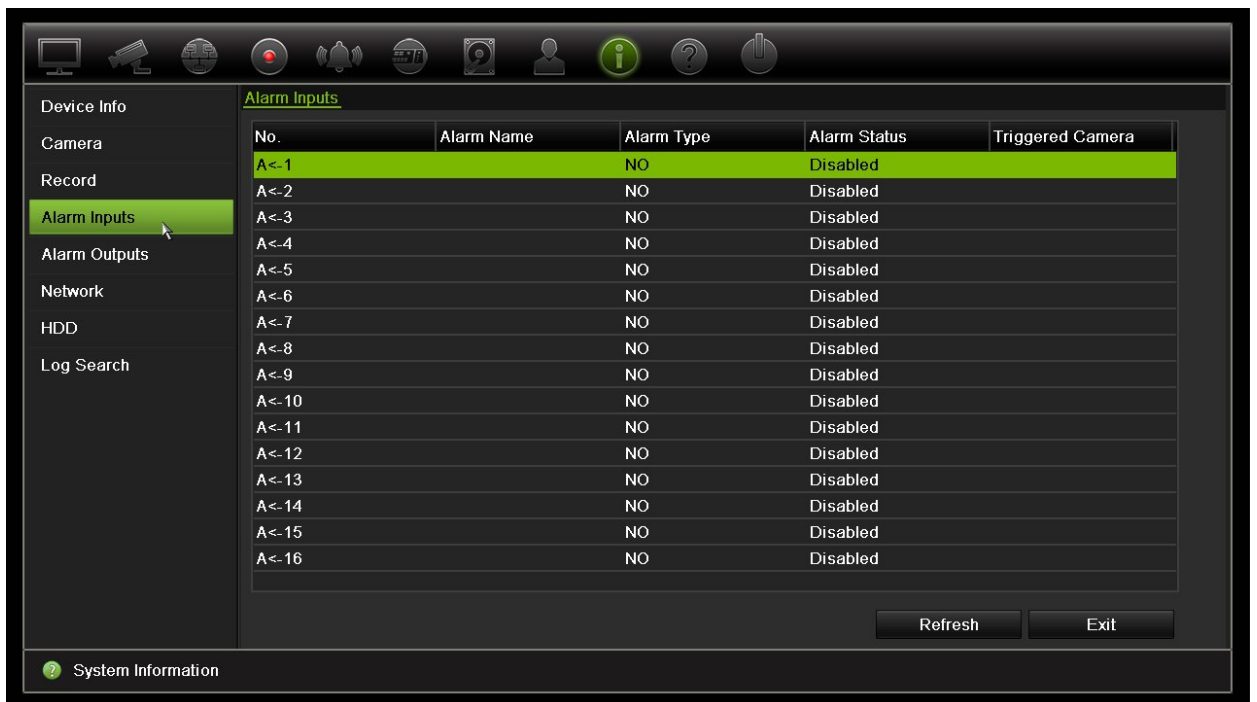 Device Info
Camera
Record
Alarm Inputs
Alarm Outputs
Network
HDD
Log Search
Alarm Inputs
No. Alarm Name Alarm Type Alarm Status Triggered Camera
A<-1 NO Disabled
A<-2 NO Disabled
A<-3 NO Disabled
A<-4 NO Disabled
A<-5 NO Disabled
A<-6 NO Disabled
A<-7 NO Disabled
A<-8 NO Disabled
A<-9 NO Disabled
A<-10 NO Disabled
A<-11 NO Disabled
A<-12 NO Disabled
A<-13 NO Disabled
A<-14 NO Disabled
A<-15 NO Disabled
A<-16 NO Disabled
Refresh Exit
System Information